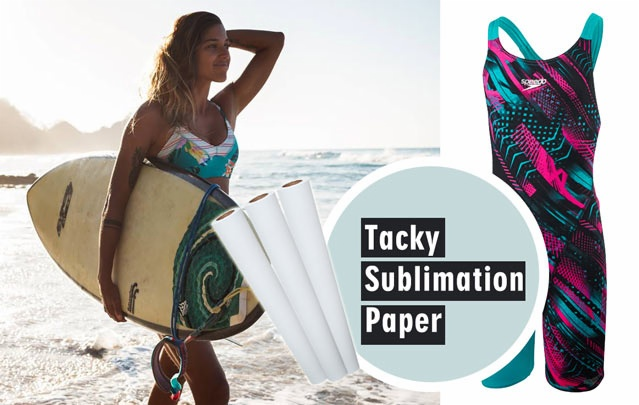 speedo
Tacky
Sublimation
Paper